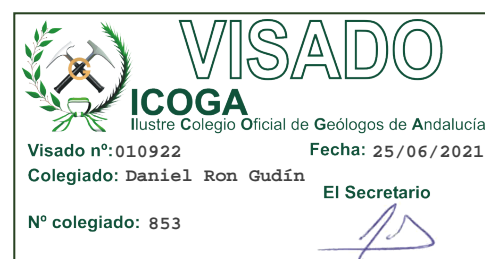 VISADO
ICOGA
Ilustre Colegio Oficial de Geólogos de Andalucía
Visado nº:010922 Fecha: 25/06/2021
Colegiado: Daniel Ron Gudín
El Secretario
Nº colegiado: 853